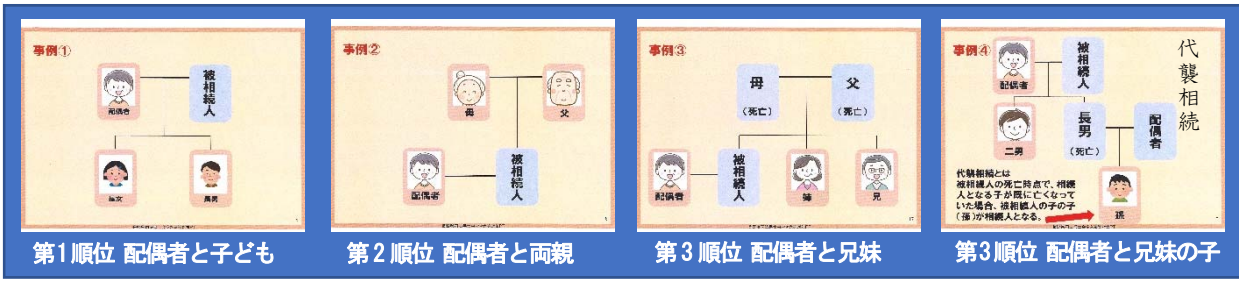 事例①
配偶者
被相続人
長女
長男
第1順位 配偶者と子ども
事例②
母
父
配偶者
被相続人
第2順位 配偶者と両親
事例③
母
(死亡)
父
(死亡)
配偶者
被相続人
姉
兄
第3順位 配偶者と兄妹
事例④
代襲相続
配偶者
被相続人
二男
長男
(死亡)
配偶者
代襲相続とは
被相続人の死亡時点で、相続
人となる子が既に亡くなって
いた場合、被相続人の子の子
(孫)が相続人となる。
孫
第3順位 配偶者と兄妹の子